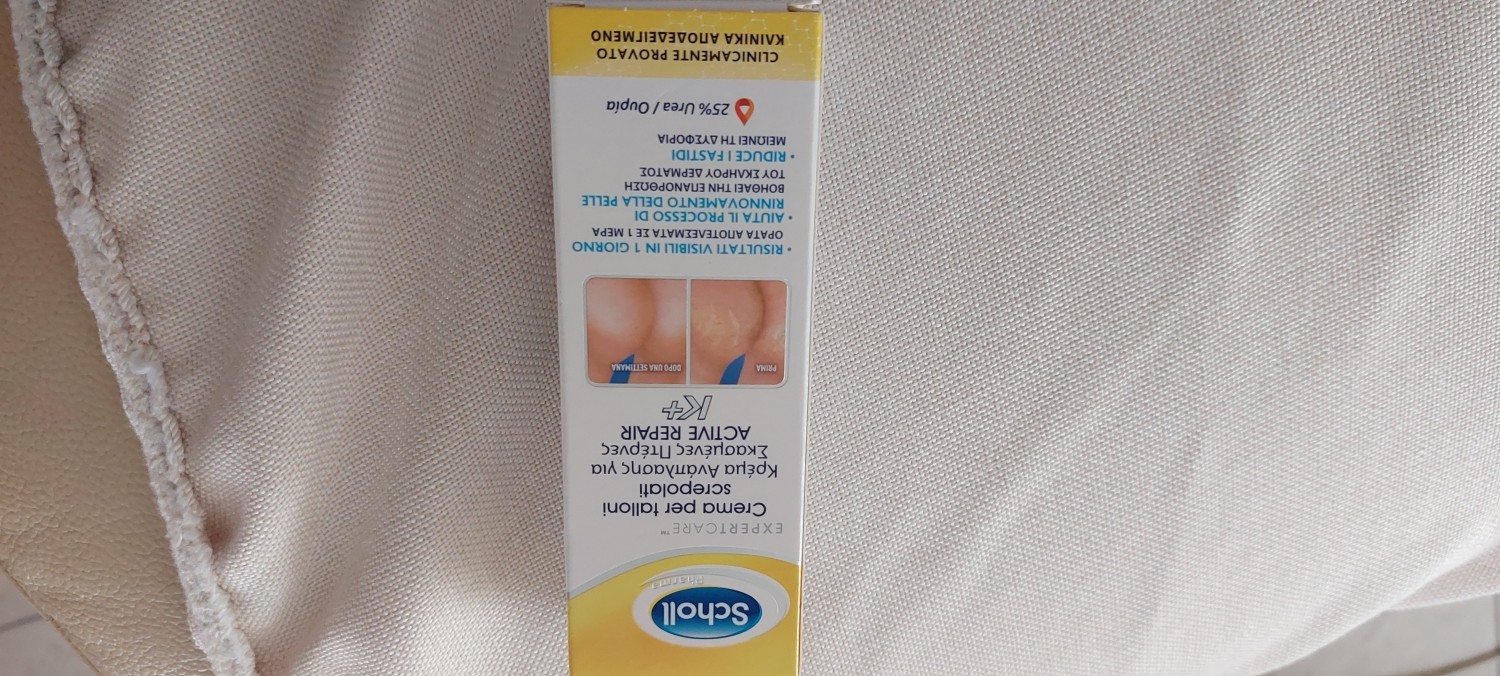 Scholl
Pharma
EXPERTCARE™
Crema per talloni
screpolati
Κρέμα Ανάπλασης για
Σκασμένες Πτέρνες
ACTIVE REPAIR
K+
PRIMA
DOPO UNA SETTIMANA
• RISULTATI VISIBILI IN 1 GIORNO
ΟΡΑΤΑ ΑΠΟΤΕΛΕΣΜΑΤΑ ΣΕ 1 ΜΕΡΑ
• AIUTA IL PROCESSO DI
RINNOVAMENTO DELLA PELLE
ΒΟΗΘΑΕΙ ΤΗΝ ΕΠΑΝΟΡΘΩΣΗ
ΤΟΥ ΣΚΛΗΡΟΥ ΔΕΡΜΑΤΟΣ
• RIDUCE I FASTIDI
ΜΕΙΩΝΕΙ ΤΗ ΔΥΣΦΟΡΙΑ
25% Urea / Ουρία
CLINICAMENTE PROVATO
ΚΛΙΝΙΚΑ ΑΠΟΔΕΔΕΙΓΜΕΝΟ